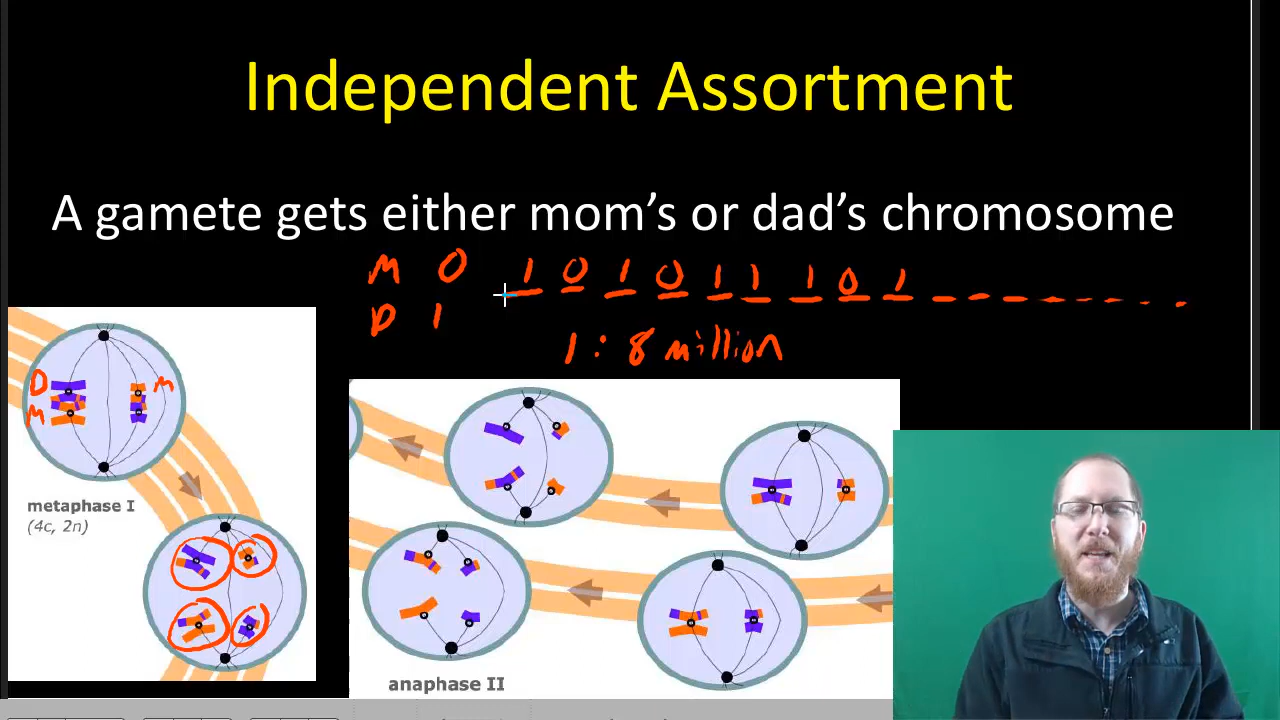 Independent Assortment
A gamete gets either mom's or dad's chromosome
M 0 1 0 1 0 1 1 1 0 1
D 1
1 : 8 million
D M
M
metaphase I
(4c, 2n)
anaphase II